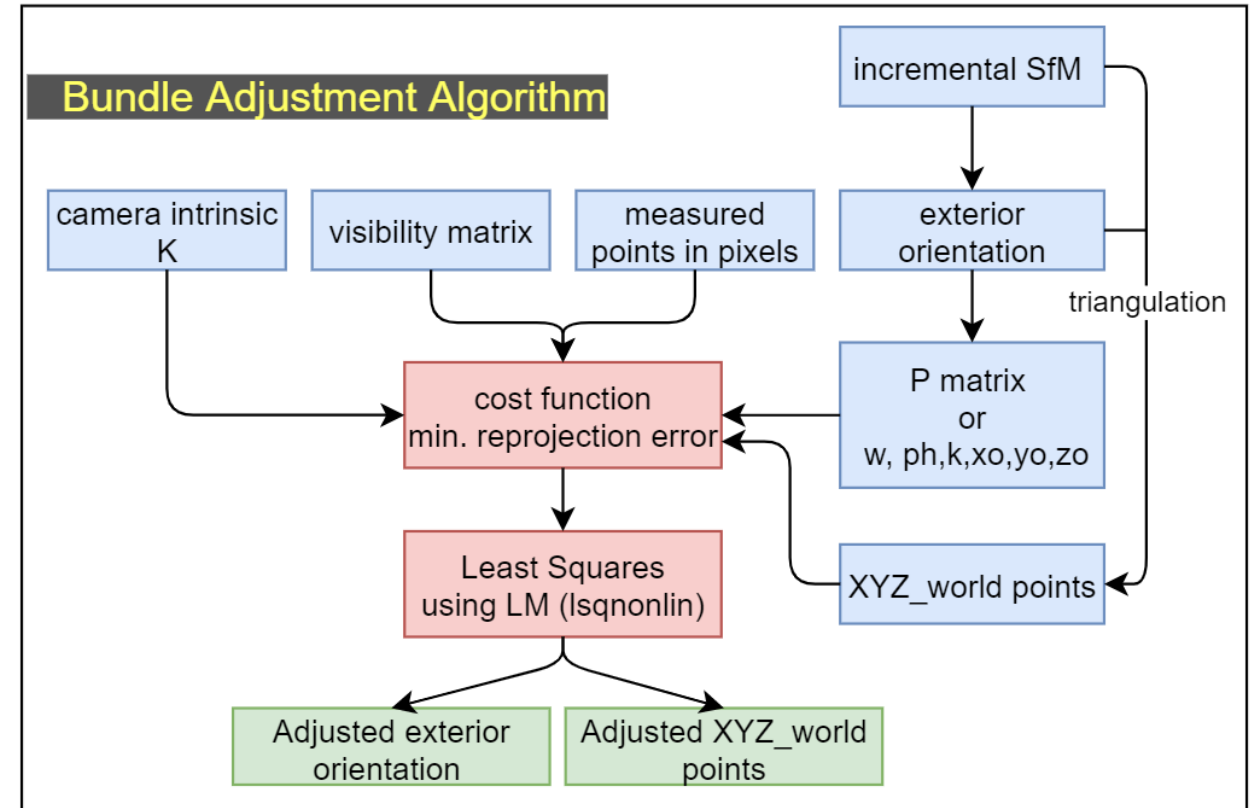 Bundle Adjustment Algorithm
incremental SfM
camera intrinsic
K
visibility matrix
measured
points in pixels
exterior
orientation
triangulation
cost function
min. reprojection error
P matrix
or
w, ph,k,xo,yo,zo
Least Squares
using LM (lsqnonlin)
XYZ_world points
Adjusted exterior
orientation
Adjusted XYZ_world
points